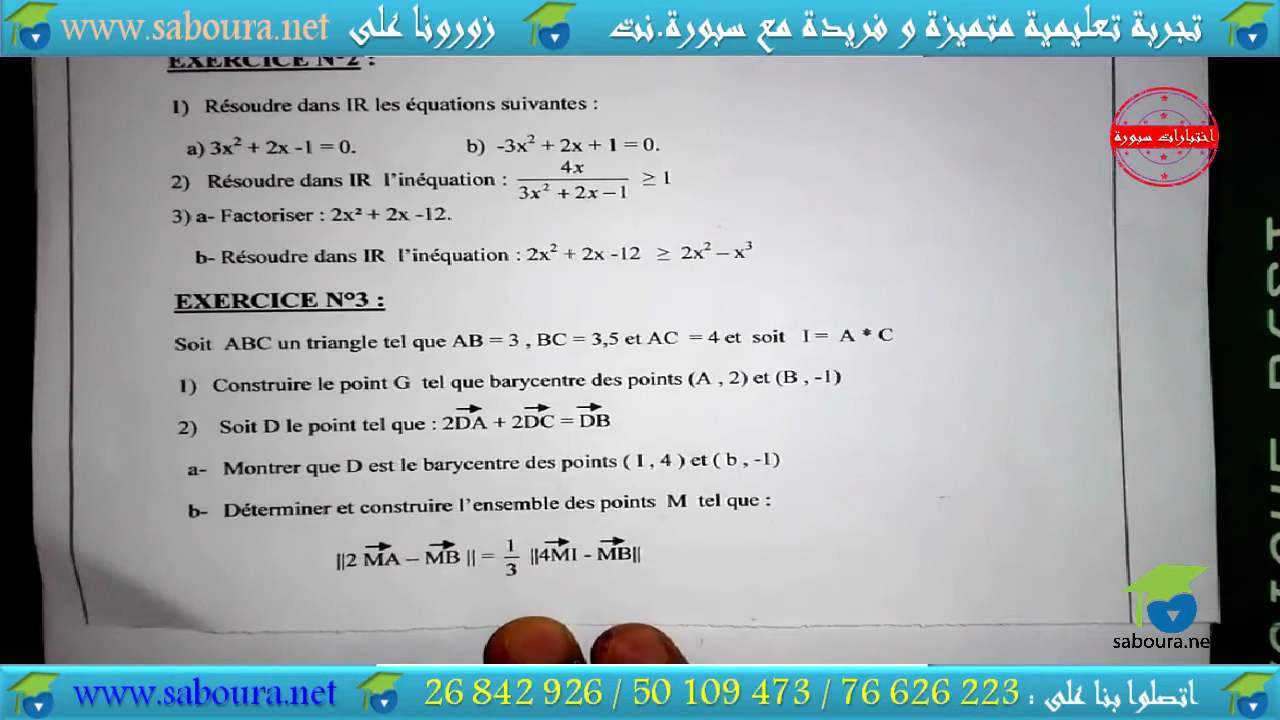 www.saboura.net زورونا على تجربة تعليمية متميزة و فريدة مع سبورة.نت
EXERCICE N°2 :
1) Résoudre dans IR les équations suivantes :
a) 3x² + 2x -1 = 0. b) -3x² + 2x + 1 = 0.
2) Résoudre dans IR l'inéquation : 4x / 3x² + 2x – 1 ≥ 1
3) a- Factoriser : 2x² + 2x -12.
b- Résoudre dans IR l'inéquation : 2x² + 2x -12 ≥ 2x² – x³
EXERCICE N°3 :
Soit ABC un triangle tel que AB = 3 , BC = 3,5 et AC = 4 et soit I = A * C
1) Construire le point G tel que barycentre des points (A , 2) et (B , -1)
2) Soit D le point tel que : 2DA + 2DC = DB
a- Montrer que D est le barycentre des points ( I , 4 ) et ( b , -1)
b- Déterminer et construire l'ensemble des points M tel que :
||2 MA – MB || = 1/3 ||4MI - MB||
اختبارات سبورة
saboura.ne
www.saboura.net 26 842 926 / 50 109 473 / 76 626 223 : اتصلوا بنا على